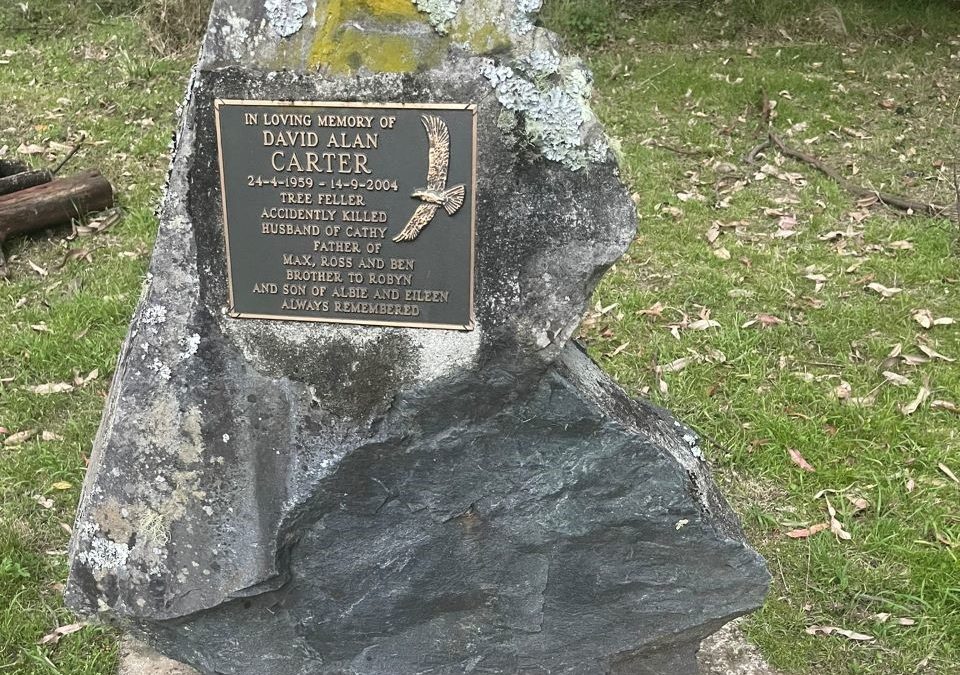 IN LOVING MEMORY OF
DAVID ALAN
CARTER
24-4-1959 - 14-9-2004
TREE FELLER
ACCIDENTLY KILLED
HUSBAND OF CATHY
FATHER OF
MAX, ROSS AND BEN
BROTHER TO ROBYN
AND SON OF ALBIE AND EILEEN
ALWAYS REMEMBERED